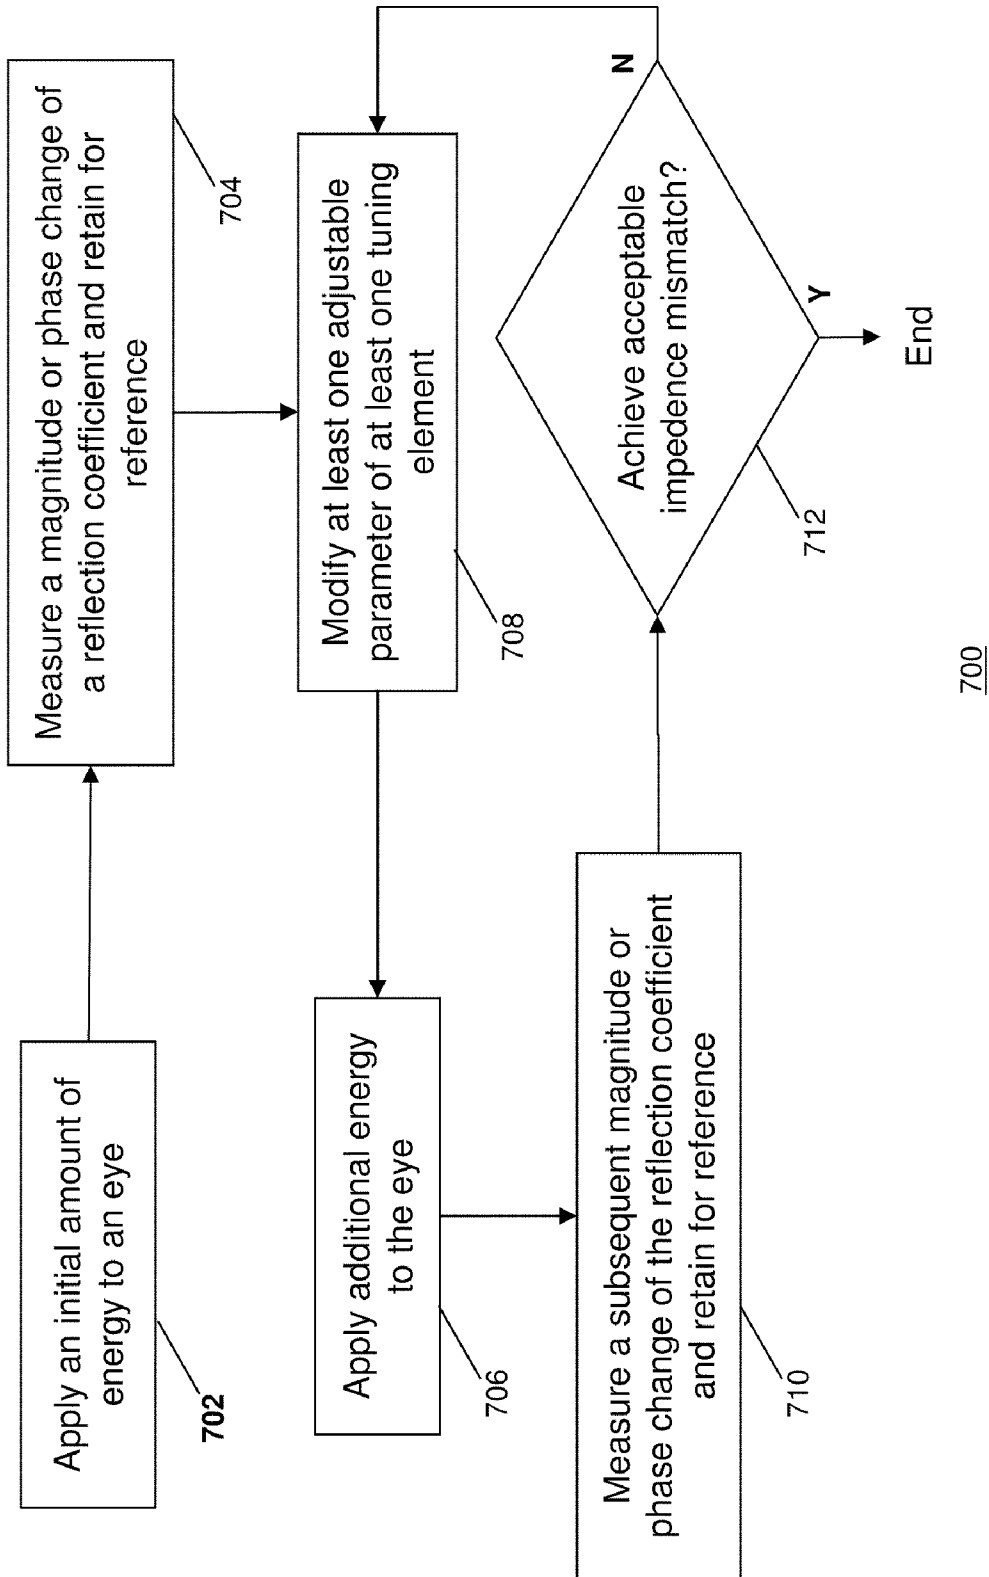 Apply an initial amount of
energy to an eye
702
Measure a magnitude or phase change of
a reflection coefficient and retain for
reference
704
Modify at least one adjustable
parameter of at least one tuning
element
708
Apply additional energy
to the eye
706
Measure a subsequent magnitude or
phase change of the reflection coefficient
and retain for reference
710
Achieve acceptable
impedence mismatch?
712
N
Y
End
700